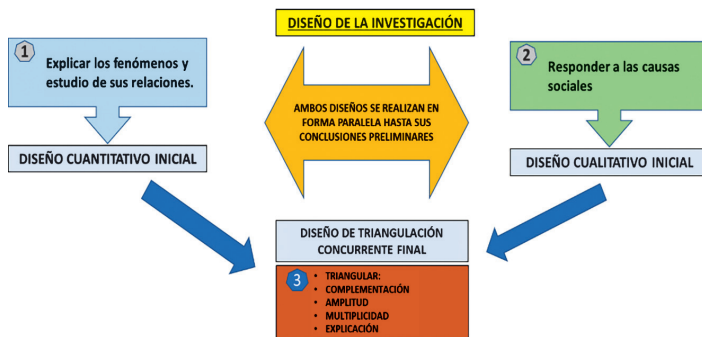 DISEÑO DE LA INVESTIGACIÓN
1
Explicar los fenómenos y
estudio de sus relaciones.
2
Responder a las causas
sociales
AMBOS DISEÑOS SE REALIZAN EN
FORMA PARALELA HASTA SUS
CONCLUSIONES PRELIMINARES
DISEÑO CUANTITATIVO INICIAL
DISEÑO CUALITATIVO INICIAL
DISEÑO DE TRIANGULACIÓN
CONCURRENTE FINAL
3
• TRIANGULAR:
• COMPLEMENTACIÓN
• AMPLITUD
• MULTIPLICIDAD
• EXPLICACIÓN